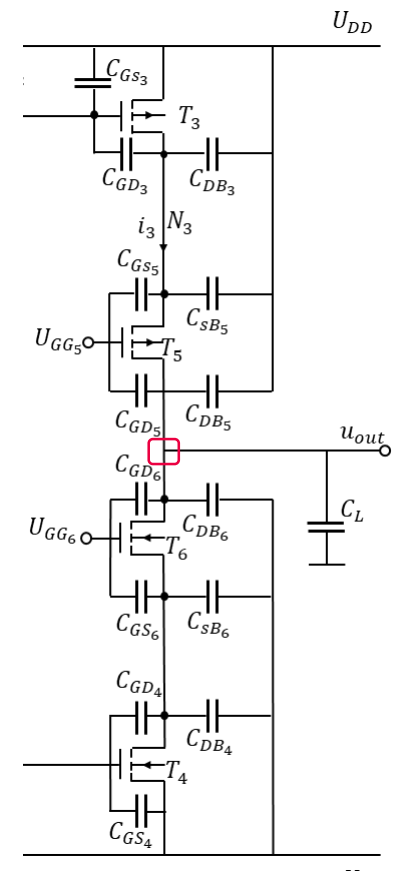 U_DD
C_Gs3
T_3
C_GD3 C_DB3
i_3 N_3
C_Gs5
C_sB5
U_GG5 T_5
C_GD5 C_DB5
u_out
C_GD6
C_L
U_GG6 C_DB6
T_6
C_GS6 C_sB6
C_GD4
C_DB4
T_4
C_GS4